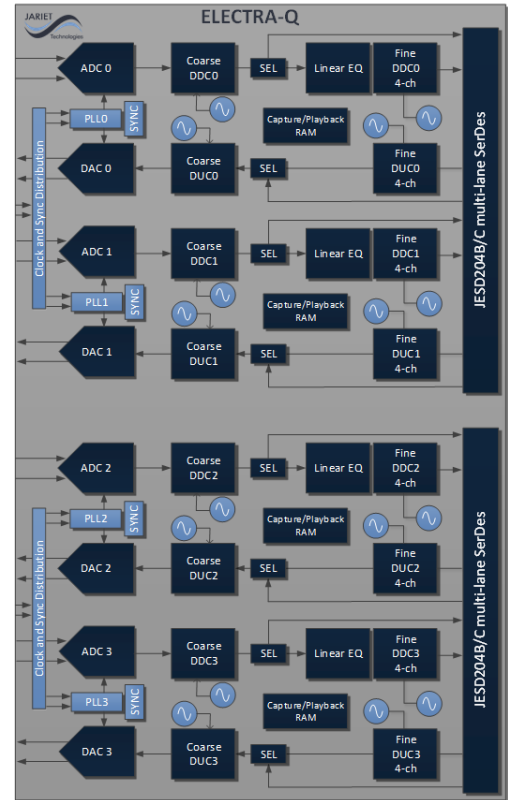 JARIET
Technologies
ELECTRA-Q
ADC 0
Coarse
DDC0
SEL
Linear EQ
Fine
DDC0
4-ch
PLL0
SYNC
Capture/Playback
RAM
DAC 0
Coarse
DUC0
SEL
Fine
DUC0
4-ch
Clock and Sync Distribution
JESD204B/C multi-lane SerDes
ADC 1
Coarse
DDC1
SEL
Linear EQ
Fine
DDC1
4-ch
PLL1
SYNC
Capture/Playback
RAM
DAC 1
Coarse
DUC1
SEL
Fine
DUC1
4-ch
ADC 2
Coarse
DDC2
SEL
Linear EQ
Fine
DDC2
4-ch
PLL2
SYNC
Capture/Playback
RAM
DAC 2
Coarse
DUC2
SEL
Fine
DUC2
4-ch
Clock and Sync Distribution
JESD204B/C multi-lane SerDes
ADC 3
Coarse
DDC3
SEL
Linear EQ
Fine
DDC3
4-ch
PLL3
SYNC
Capture/Playback
RAM
DAC 3
Coarse
DUC3
SEL
Fine
DUC3
4-ch